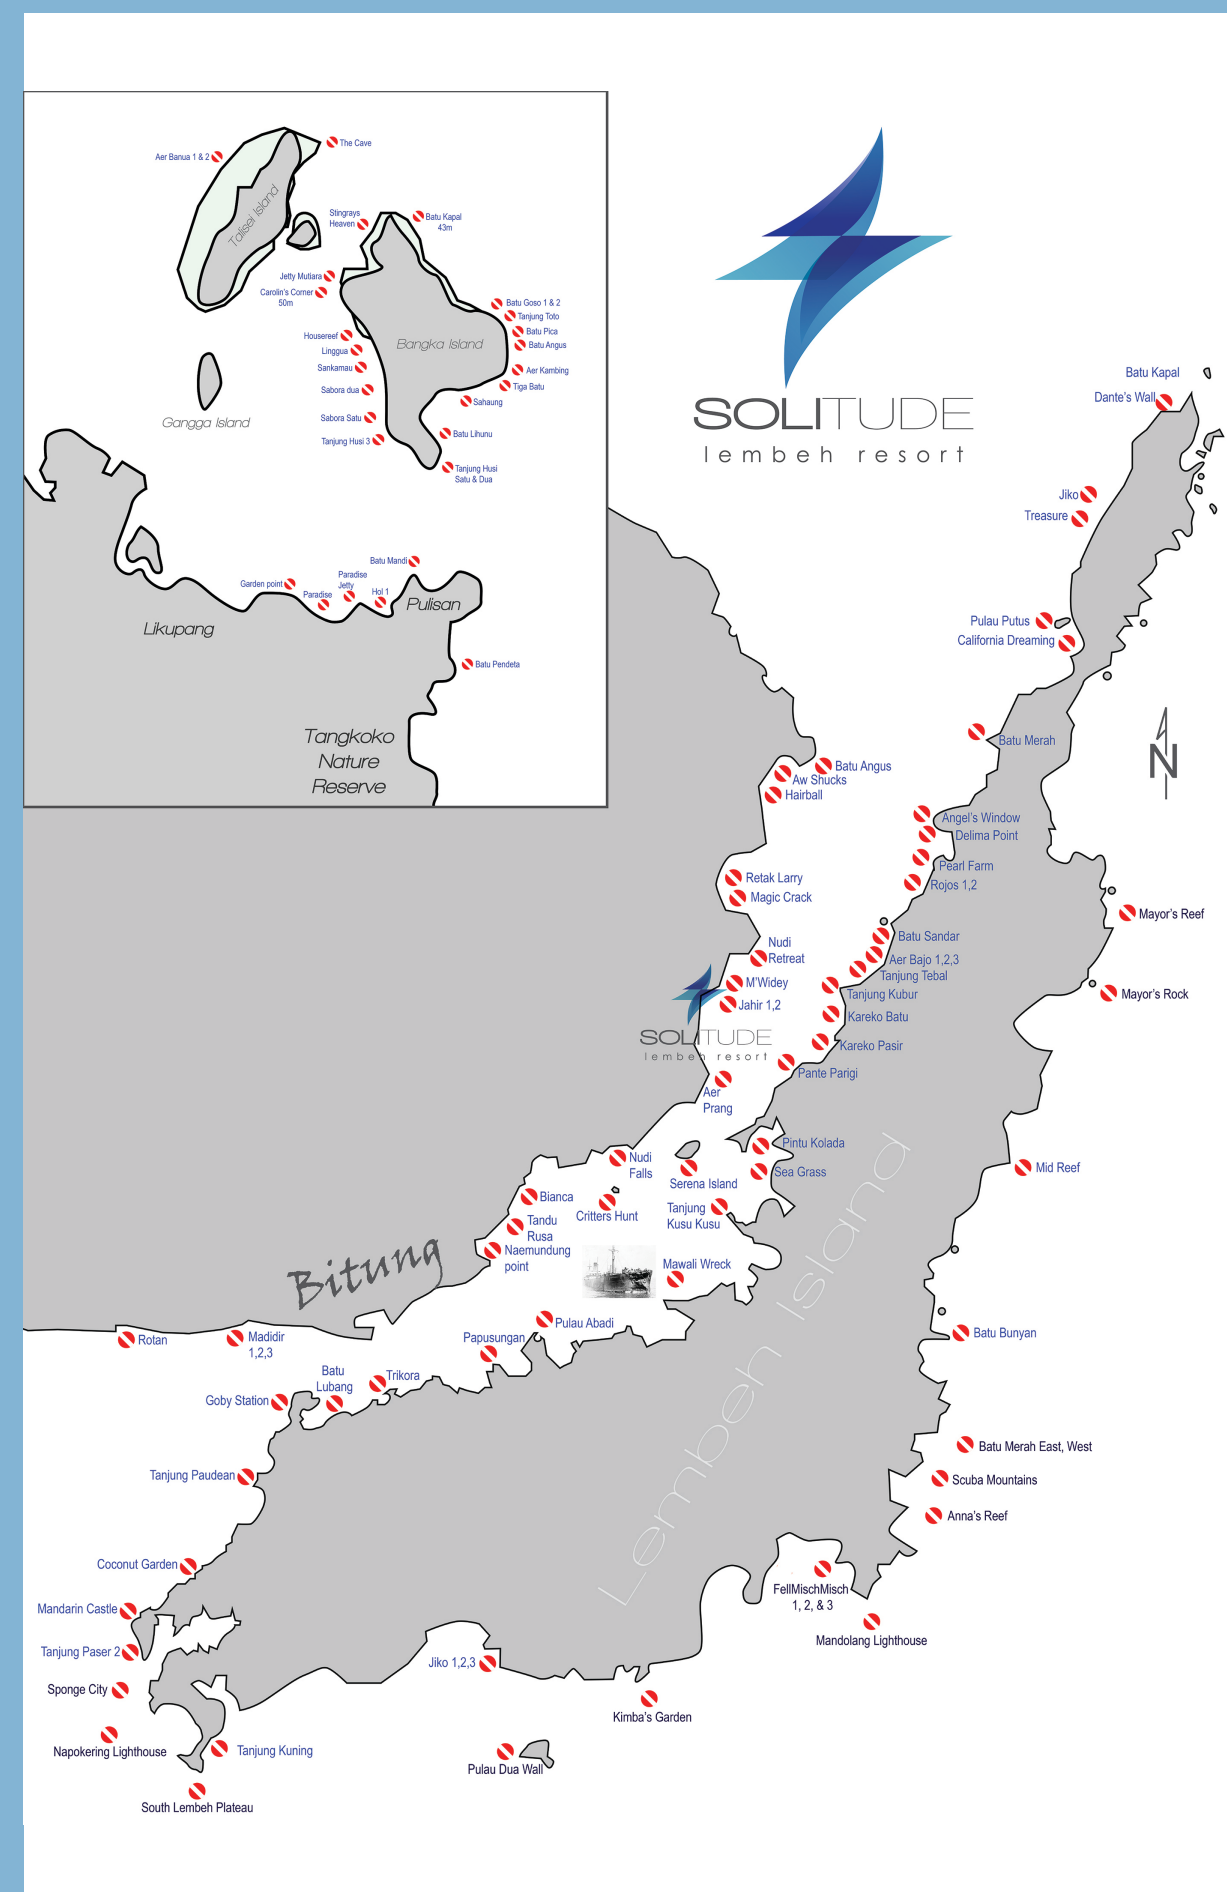 The Cave
Aer Banua 1 & 2
Talisei Island
Stingrays
Heaven
Batu Kapal
43m
Jetty Mutiara
Carolin's Corner
50m
Batu Goso 1 & 2
Tanjung Toto
Batu Pica
Batu Angus
Housereef
Linggua
Bangka Island
Sankamau
Aer Kambing
Tiga Batu
Sabora dua
Sahaung
Sabora Satu
Gangga Island
Batu Lihunu
Tanjung Husi 3
Tanjung Husi
Satu & Dua
Batu Mandi
Paradise
Jetty
Garden point
Hol 1
Paradise
Pulisan
Likupang
Batu Pendeta
Tangkoko
Nature
Reserve
SOLITUDE
lembeh resort
Batu Kapal
Dante's Wall
Jiko
Treasure
Pulau Putus
California Dreaming
N
Batu Merah
Batu Angus
Aw Shucks
Hairball
Angel's Window
Delima Point
Pearl Farm
Rojos 1,2
Retak Larry
Magic Crack
Mayor's Reef
Nudi
Retreat
Batu Sandar
Aer Bajo 1,2,3
Tanjung Tebal
M'Widey
Jahir 1,2
Tanjung Kubur
Mayor's Rock
Kareko Batu
SOLITUDE
lembeh resort
Kareko Pasir
Pante Parigi
Aer
Prang
Pintu Kolada
Nudi
Falls
Sea Grass
Mid Reef
Serena Island
Bianca
Critters Hunt
Tanjung
Kusu Kusu
Tandu
Rusa
Naemundung
point
Mawali Wreck
Bitung
Lembeh Island
Pulau Abadi
Rotan
Madidir
1,2,3
Papusungan
Batu Bunyan
Batu
Lubang
Trikora
Goby Station
Batu Merah East, West
Tanjung Paudean
Scuba Mountains
Anna's Reef
Coconut Garden
FellMischMisch
1, 2, & 3
Mandarin Castle
Mandolang Lighthouse
Tanjung Paser 2
Jiko 1,2,3
Sponge City
Kimba's Garden
Napokering Lighthouse
Tanjung Kuning
Pulau Dua Wall
South Lembeh Plateau